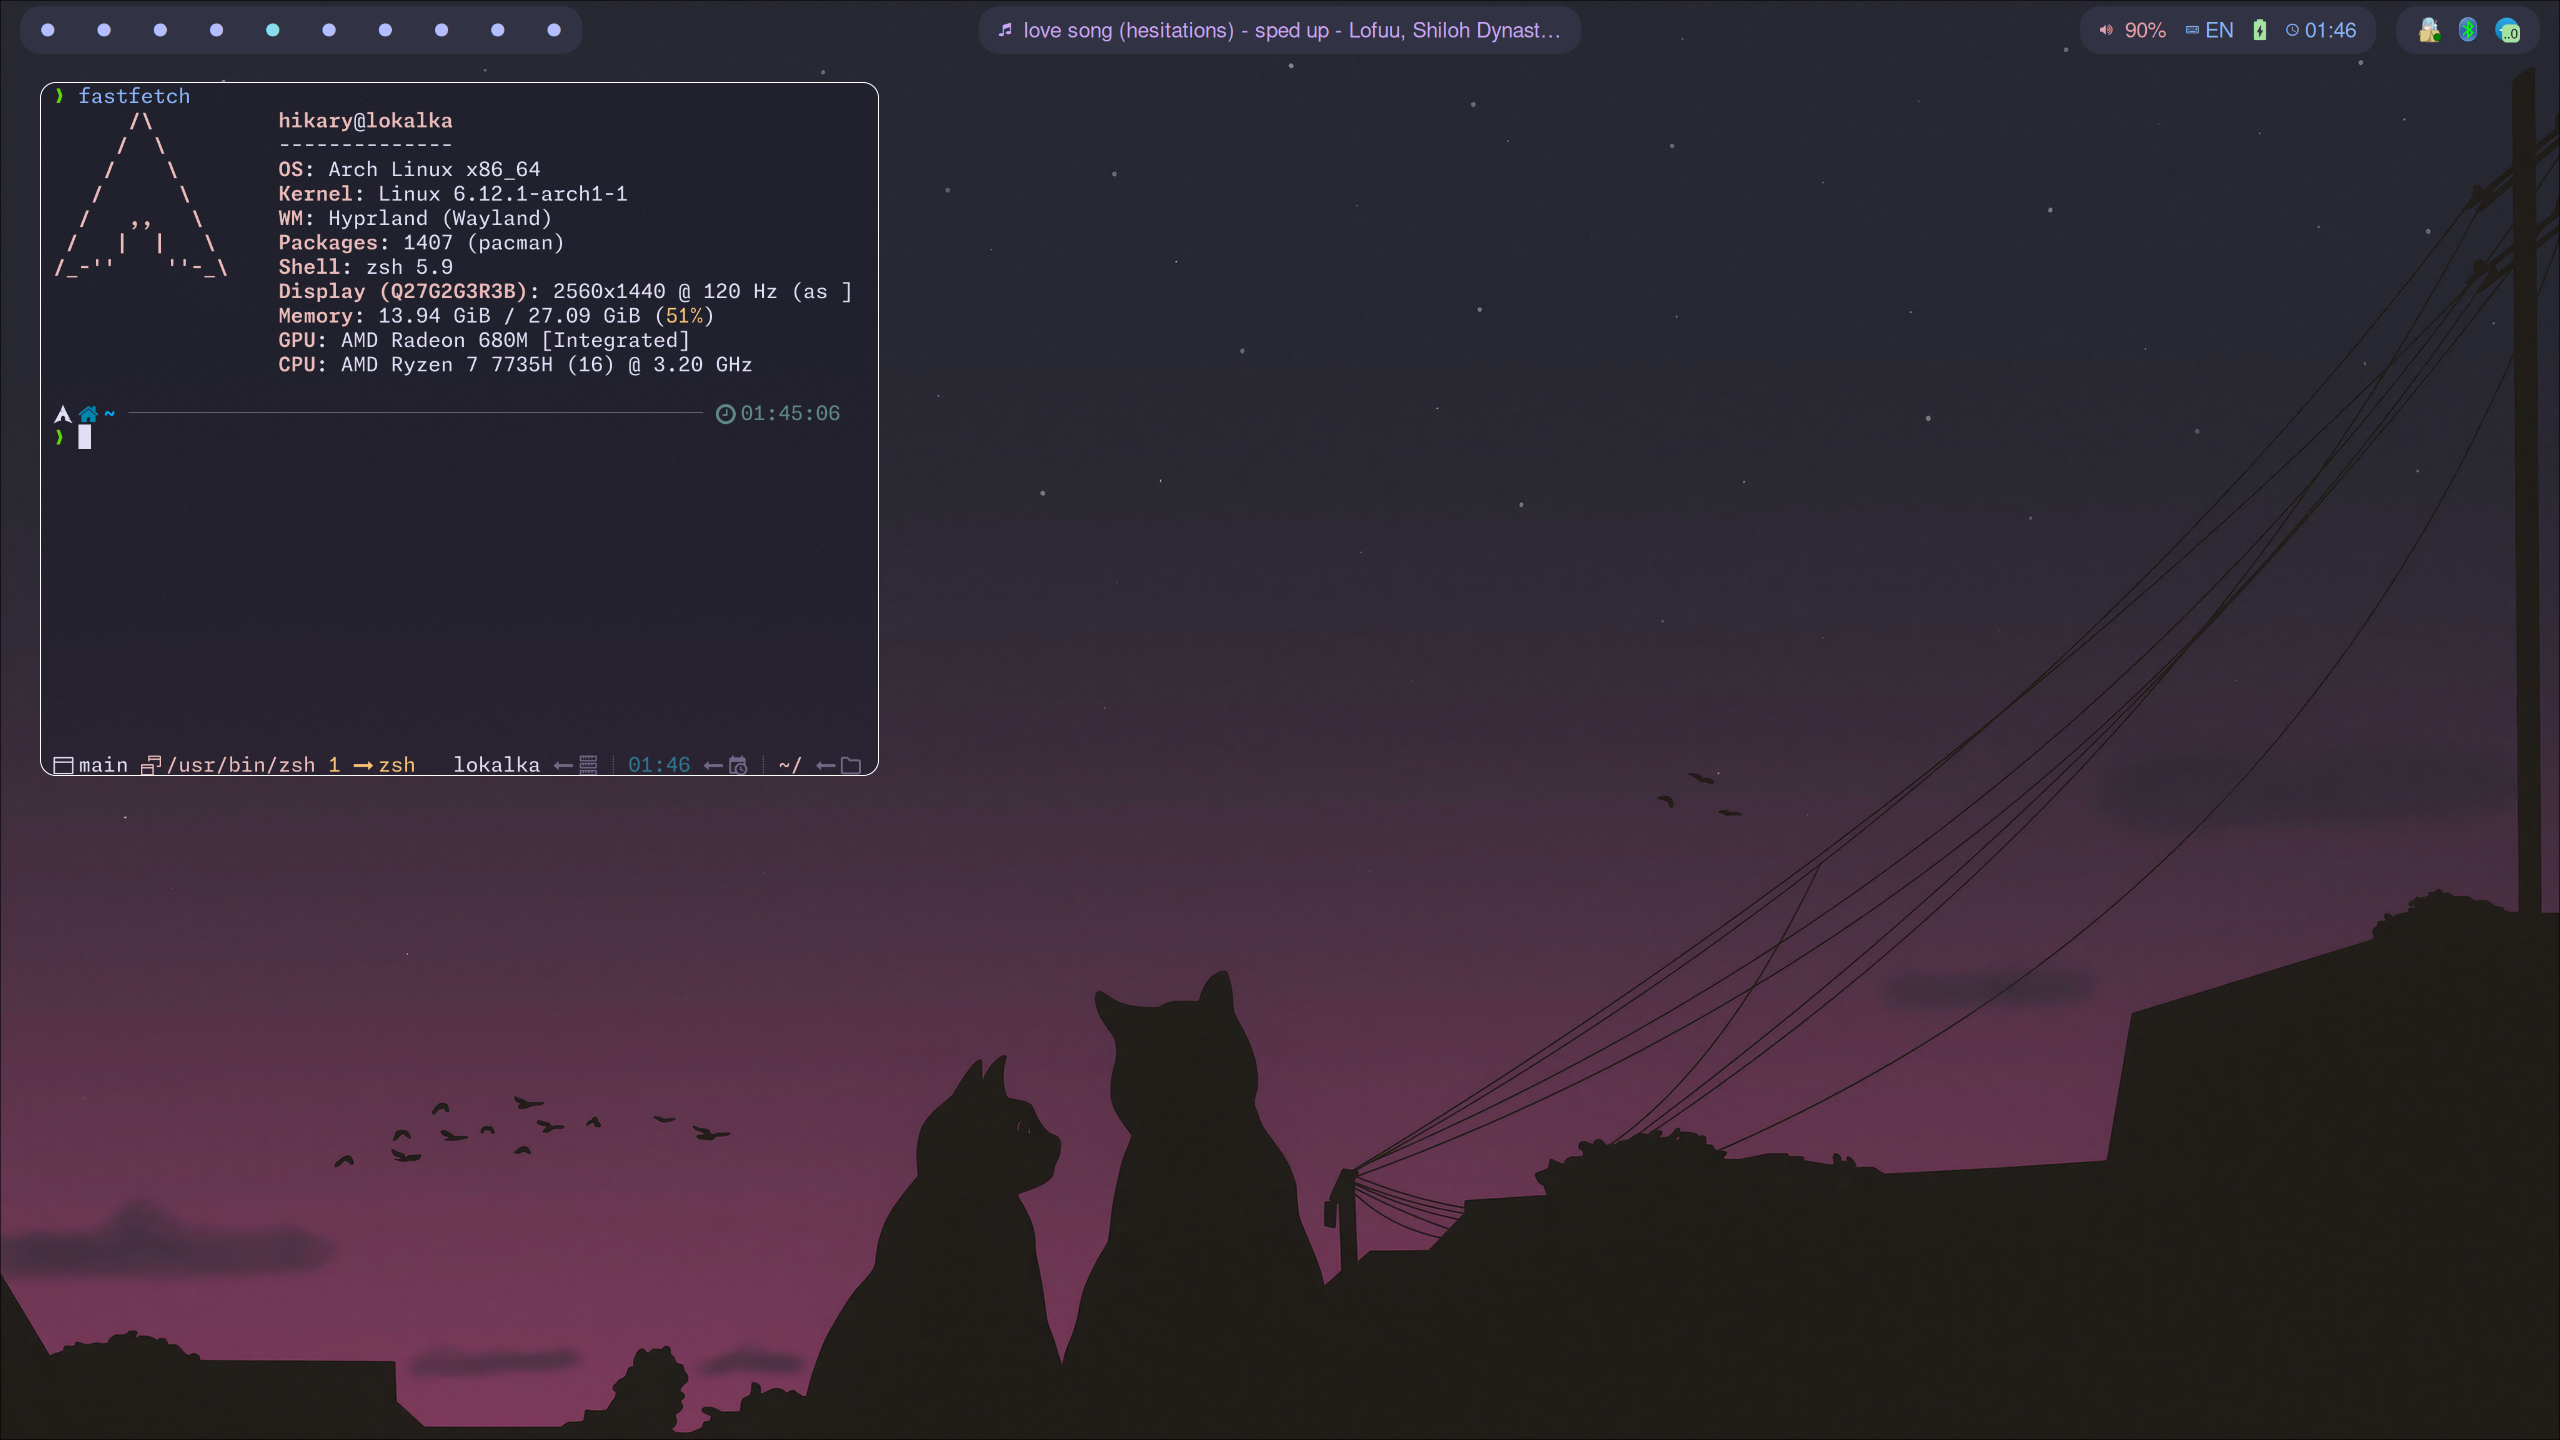 love song (hesitations) - sped up - Lofuu, Shiloh Dynast…
90% EN 01:46
..0
❫ fastfetch
/\ hikary@lokalka
/  \ --------------
/    \ OS: Arch Linux x86_64
/      \ Kernel: Linux 6.12.1-arch1-1
/   ,,   \ WM: Hyprland (Wayland)
/   |  |   \ Packages: 1407 (pacman)
/_-''    ''-_\ Shell: zsh 5.9
Display (Q27G2G3R3B): 2560x1440 @ 120 Hz (as ]
Memory: 13.94 GiB / 27.09 GiB (51%)
GPU: AMD Radeon 680M [Integrated]
CPU: AMD Ryzen 7 7735H (16) @ 3.20 GHz
~ 01:45:06
❫
main /usr/bin/zsh 1 → zsh lokalka ← 01:46 ← ~/ ←